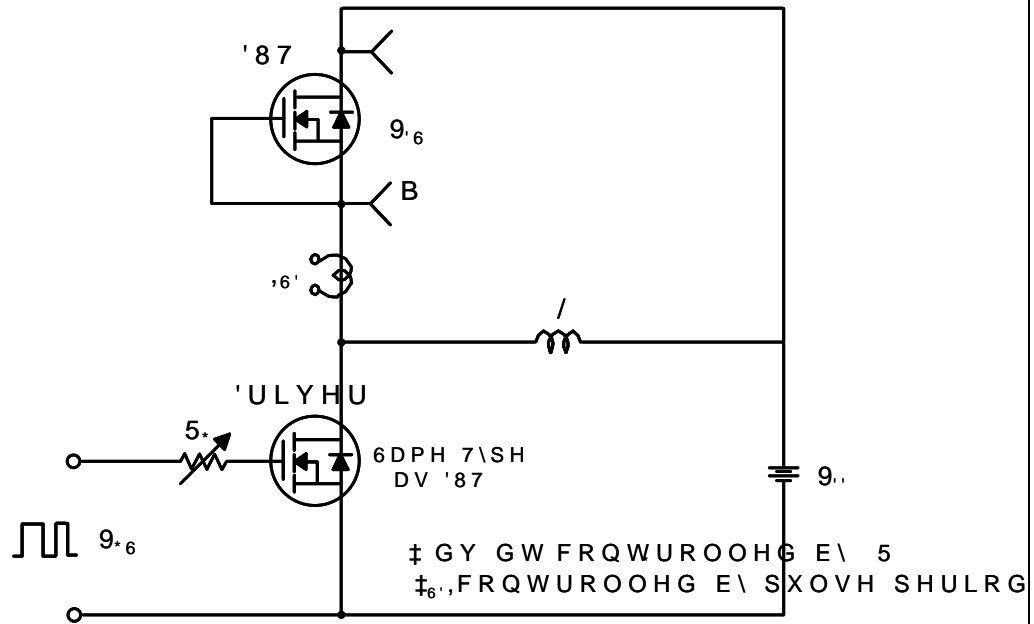 '87
9'6
B
,6'
/
'ULYHU
5*
6DPH 7\SH
DV '87
9''
9*6
‡ GY GW FRQWUROOHG E\ 5
‡6',FRQWUROOHG E\ SXOVH SHULRG